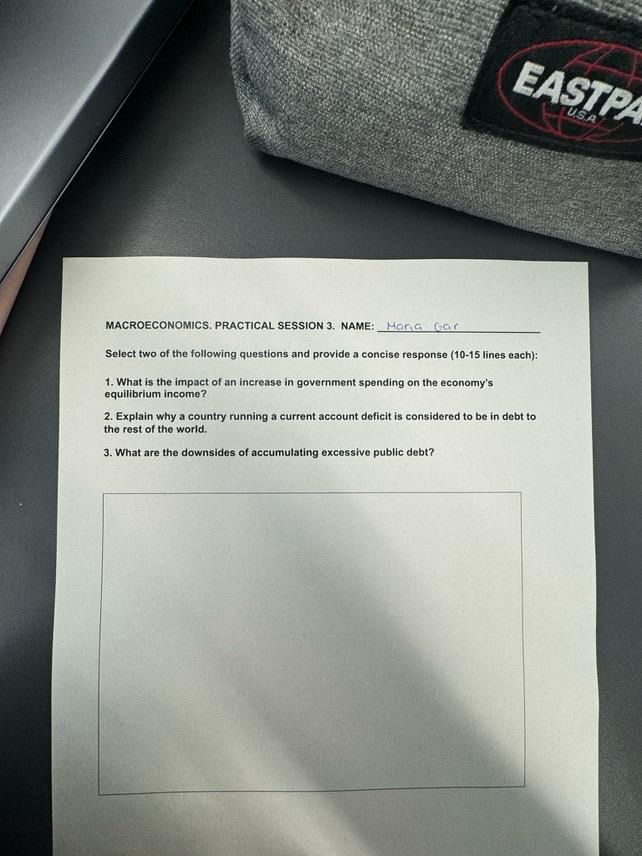 EASTPA
U.S.A
MACROECONOMICS. PRACTICAL SESSION 3. NAME: Maria Gar
Select two of the following questions and provide a concise response (10-15 lines each):
1. What is the impact of an increase in government spending on the economy's
equilibrium income?
2. Explain why a country running a current account deficit is considered to be in debt to
the rest of the world.
3. What are the downsides of accumulating excessive public debt?